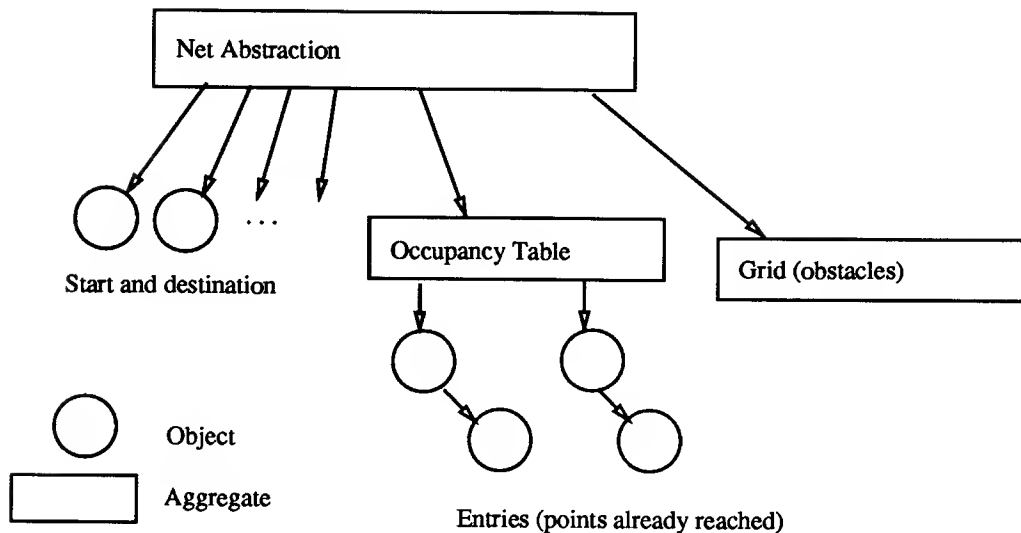 Net Abstraction
...
Start and destination
Occupancy Table
Grid (obstacles)
Object
Aggregate
Entries (points already reached)